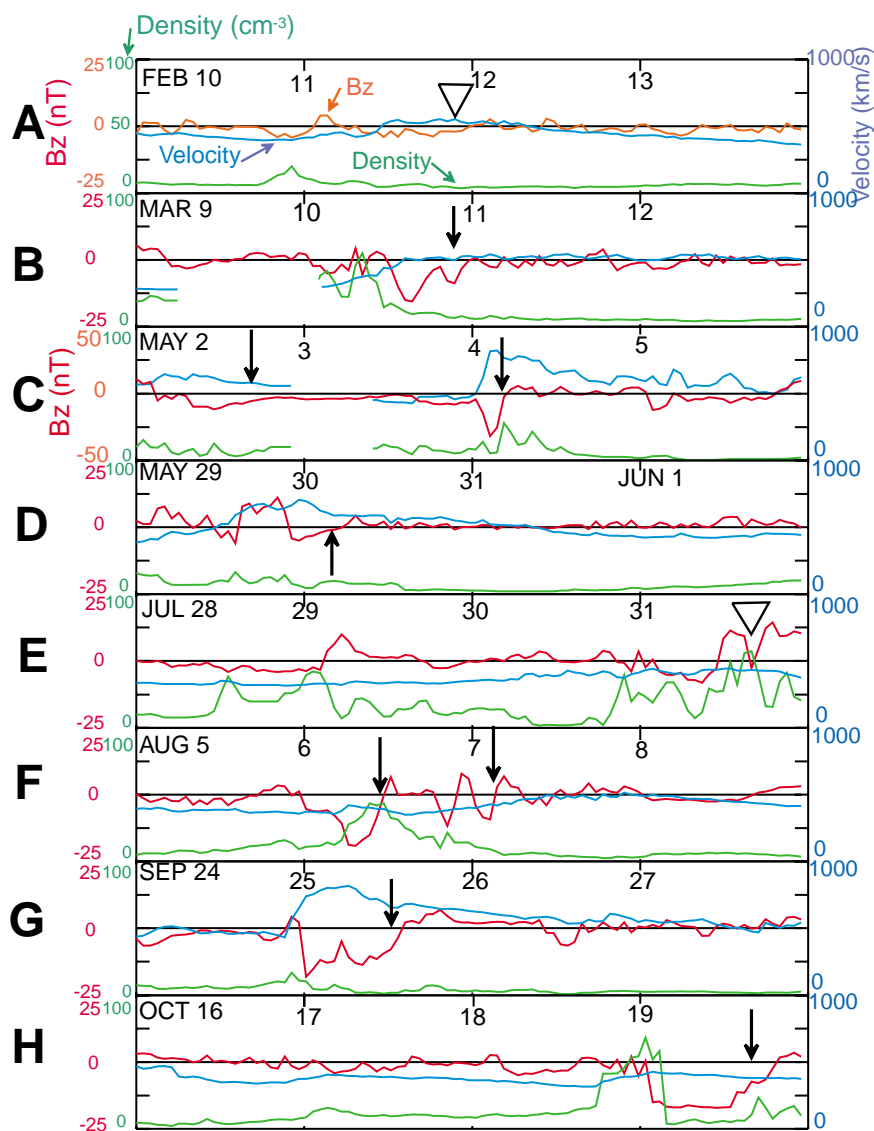 Density (cm-3)
25 100 FEB 10 11 12 13 1000
A Bz (nT) 0 50 Bz Velocity (km/s)
Velocity Density
-25 0 0
25 100 MAR 9 10 11 12 1000
B 0
-25 0 0
50 100 MAY 2 3 4 5 1000
C Bz (nT) 0
-50 0 0
25 100 MAY 29 30 31 JUN 1 1000
D 0
-25 0 0
25 100 JUL 28 29 30 31 1000
E 0
-25 0 0
25 100 AUG 5 6 7 8 1000
F 0
-25 0 0
25 100 SEP 24 25 26 27 1000
G 0
-25 0 0
25 100 OCT 16 17 18 19 1000
H 0
-25 0 0